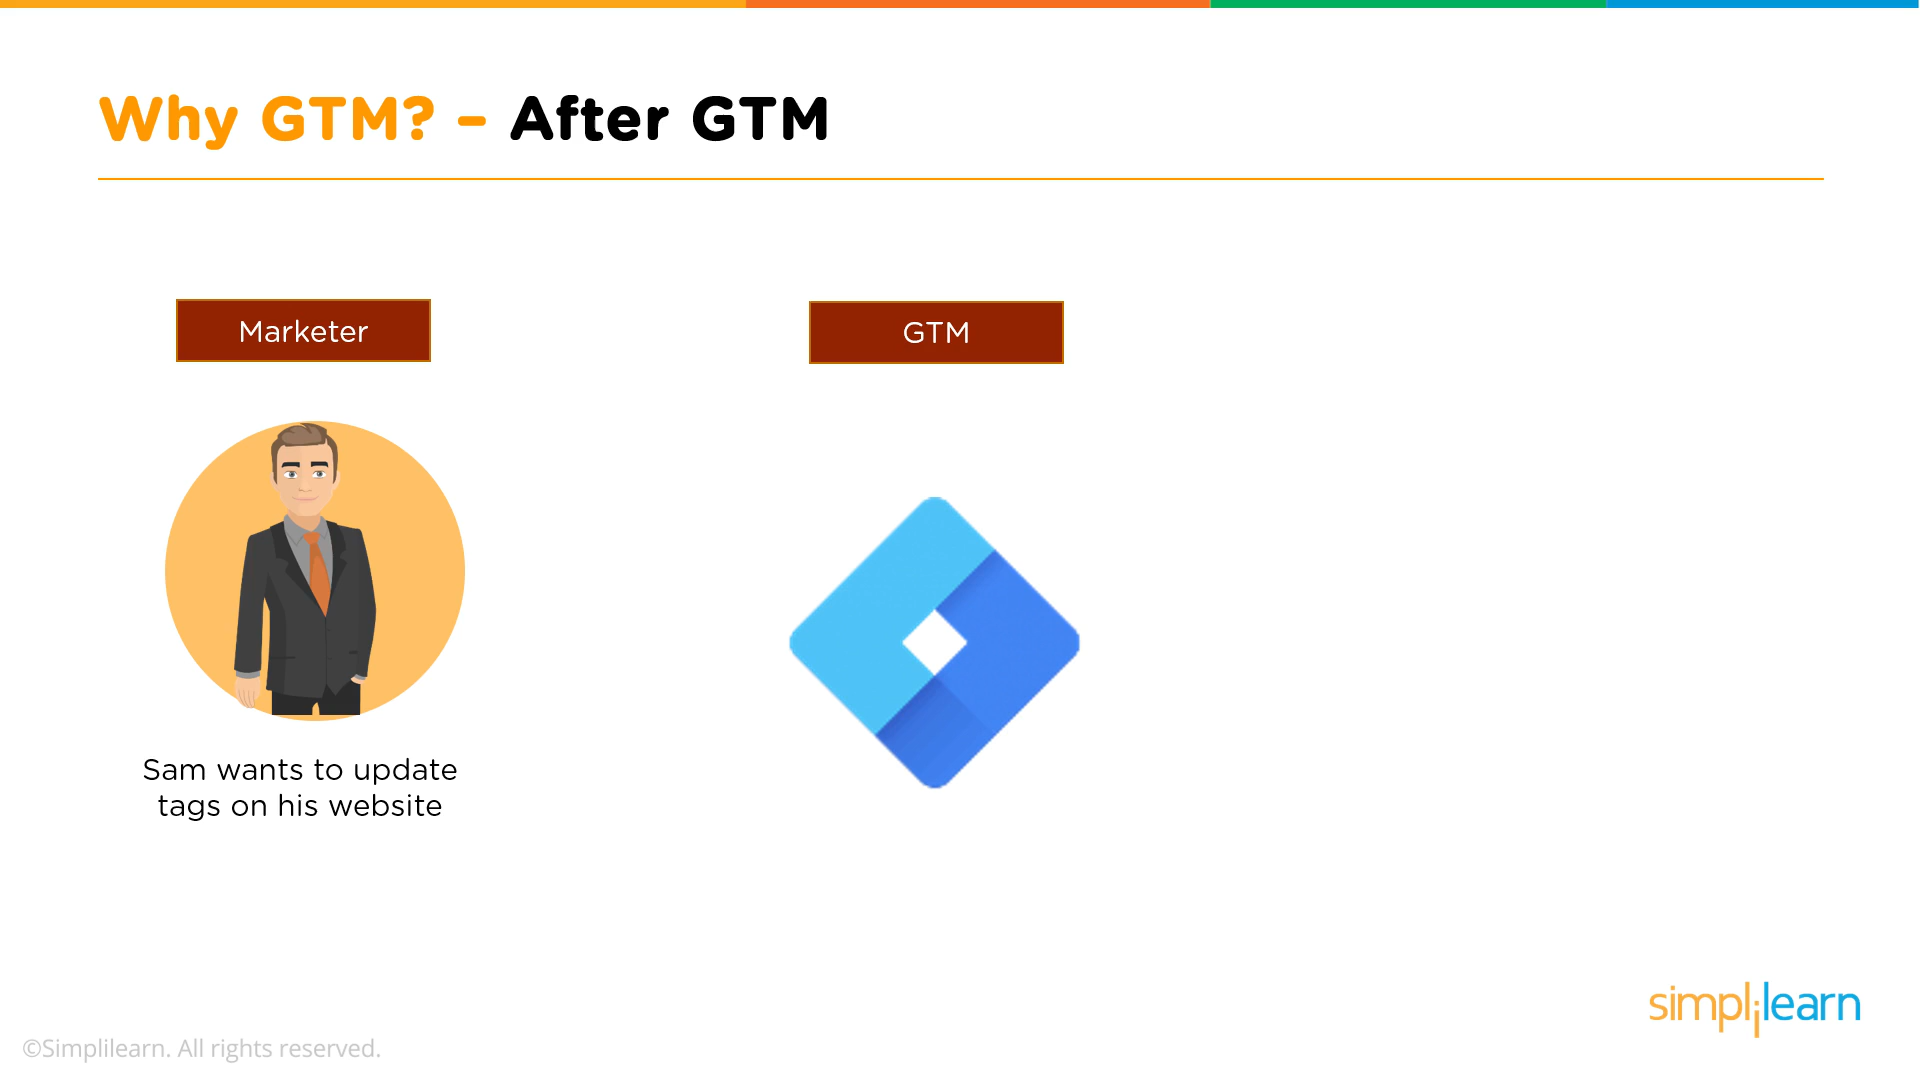 Why GTM? – After GTM
Marketer
GTM
Sam wants to update
tags on his website
simplilearn
©Simplilearn. All rights reserved.